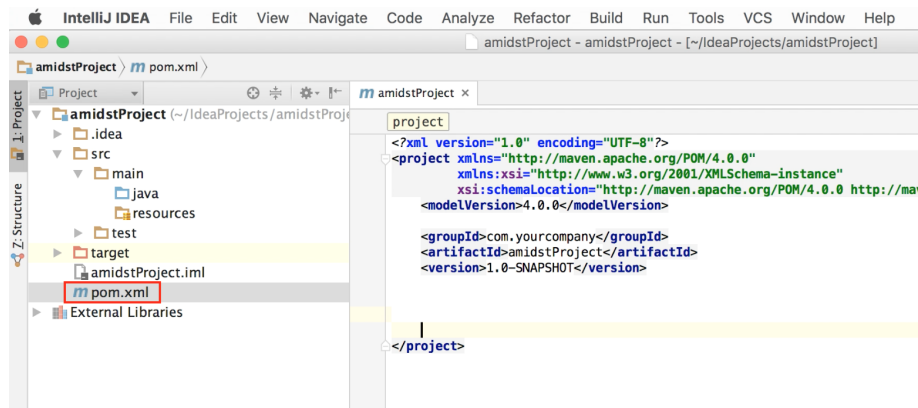 IntelliJ IDEA File Edit View Navigate Code Analyze Refactor Build Run Tools VCS Window Help
amidstProject - amidstProject - [~/IdeaProjects/amidstProject]
amidstProject m pom.xml
1: Project
Z: Structure
Project
amidstProject (~/IdeaProjects/amidstProje
.idea
src
main
java
resources
test
target
amidstProject.iml
m pom.xml
External Libraries
m amidstProject ×
project
<?xml version="1.0" encoding="UTF-8"?>
<project xmlns="http://maven.apache.org/POM/4.0.0"
xmlns:xsi="http://www.w3.org/2001/XMLSchema-instance"
xsi:schemaLocation="http://maven.apache.org/POM/4.0.0 http://mav
<modelVersion>4.0.0</modelVersion>
<groupId>com.yourcompany</groupId>
<artifactId>amidstProject</artifactId>
<version>1.0-SNAPSHOT</version>
</project>